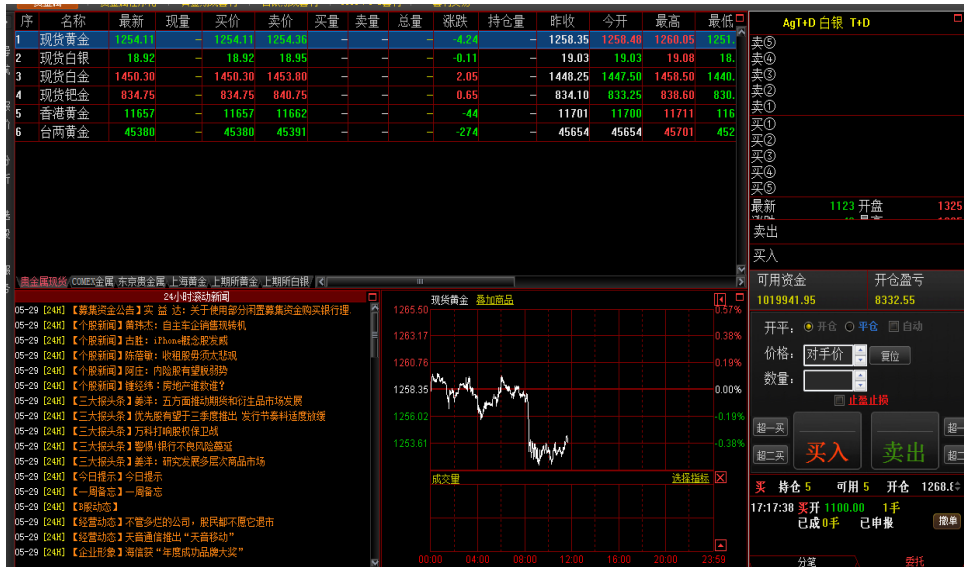 序 名称 最新 现量 买价 卖价 买量 卖量 总量 涨跌 持仓量 昨收 今开 最高 最低
1 现货黄金 1254.11 — 1254.11 1254.36 — — — -4.24 — 1258.35 1258.48 1260.05 1251.
2 现货白银 18.92 — 18.92 18.95 — — — -0.11 — 19.03 19.03 19.08 18.
3 现货白金 1450.30 — 1450.30 1453.80 — — — 2.05 — 1448.25 1447.50 1458.50 1440.
4 现货钯金 834.75 — 834.75 840.75 — — — 0.65 — 834.10 833.25 838.60 830.
5 香港黄金 11657 — 11657 11662 — — — -44 — 11701 11700 11711 116
6 台两黄金 45380 — 45380 45391 — — — -274 — 45654 45654 45701 452
贵金属现货 COMEX金属 东京贵金属 上海黄金 上期所黄金 上期所白银
24小时滚动新闻
05-29 [24H] 【募集资金公告】实 益 达: 关于使用部分闲置募集资金购买银行理.
05-29 [24H] 【个股新闻】黄玮杰: 自主车企销售现转机
05-29 [24H] 【个股新闻】古胜: iPhone概念股发威
05-29 [24H] 【个股新闻】陈蓓敏: 收租股毋须太悲观
05-29 [24H] 【个股新闻】阿庄: 内险股有望脱弱势
05-29 [24H] 【个股新闻】锺经纬: 房地产谁救谁?
05-29 [24H] 【三大报头条】姜洋: 五方面推动期货和衍生品市场发展
05-29 [24H] 【三大报头条】优先股有望于三季度推出 发行节奏料适度放缓
05-29 [24H] 【三大报头条】万科打响股权保卫战
05-29 [24H] 【三大报头条】警惕!银行不良风险蔓延
05-29 [24H] 【三大报头条】姜洋: 研究发展多层次商品市场
05-29 [24H] 【今日提示】今日提示
05-29 [24H] 【一周备忘】一周备忘
05-29 [24H] 【B股动态】
05-29 [24H] 【经营动态】不管多烂的公司, 股民都不愿它退市
05-29 [24H] 【经营动态】天音通信推出“天音移动”
05-29 [24H] 【企业形象】海信获“年度成功品牌大奖”
现货黄金 叠加商品
1265.50 0.57%
1263.17 0.38%
1260.76 0.19%
1258.35 0.00%
1256.02 -0.19%
1253.61 -0.38%
成交量 选择指标
00:00 04:00 08:00 12:00 16:00 20:00 23:59
AgT+D 白银 T+D
卖⑤
卖④
卖③
卖②
卖①
买①
买②
买③
买④
买⑤
最新 1123 开盘 1325
卖出
买入
可用资金 开仓盈亏
1019941.95 8332.55
开平: 开仓 平仓 自动
价格: 对手价 复位
数量:
止盈止损
超一买 买入 卖出 超一
超二买 超二
买 持仓 5 可用 5 开仓 1268.
17:17:38 买开 1100.00 1手
已成0手 已申报 撤单
分笔 委托